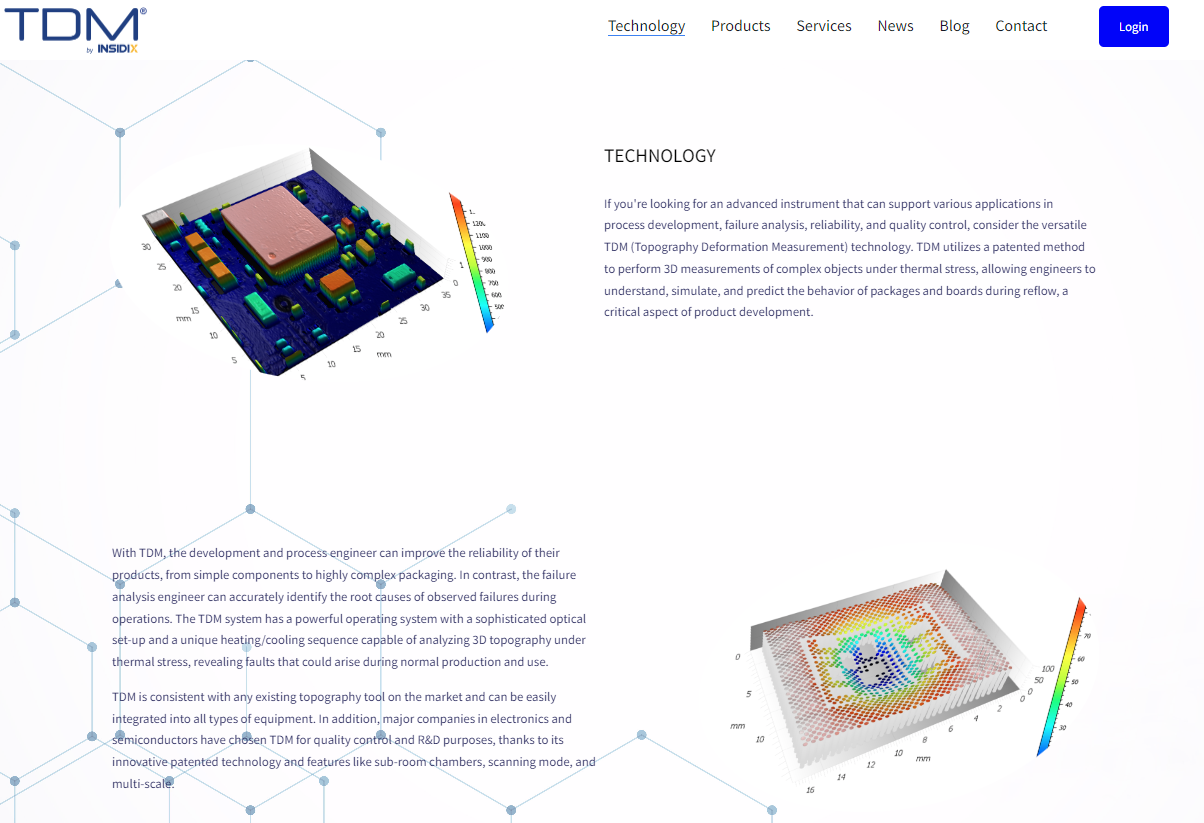 TDM®
by INSIDIX
Technology Products Services News Blog Contact Login
TECHNOLOGY
If you're looking for an advanced instrument that can support various applications in
process development, failure analysis, reliability, and quality control, consider the versatile
TDM (Topography Deformation Measurement) technology. TDM utilizes a patented method
to perform 3D measurements of complex objects under thermal stress, allowing engineers to
understand, simulate, and predict the behavior of packages and boards during reflow, a
critical aspect of product development.
1100
1000
900
800
700
600
30
25
20
15
mm
10
5
5
10
15
mm
20
25
30
35
0
1
With TDM, the development and process engineer can improve the reliability of their
products, from simple components to highly complex packaging. In contrast, the failure
analysis engineer can accurately identify the root causes of observed failures during
operations. The TDM system has a powerful operating system with a sophisticated optical
set-up and a unique heating/cooling sequence capable of analyzing 3D topography under
thermal stress, revealing faults that could arise during normal production and use.
TDM is consistent with any existing topography tool on the market and can be easily
integrated into all types of equipment. In addition, major companies in electronics and
semiconductors have chosen TDM for quality control and R&D purposes, thanks to its
innovative patented technology and features like sub-room chambers, scanning mode, and
multi-scale.
0
5
mm
10
16
14
12
10
mm
8
6
4
2
0
0
50
100
70
60
50
40
30